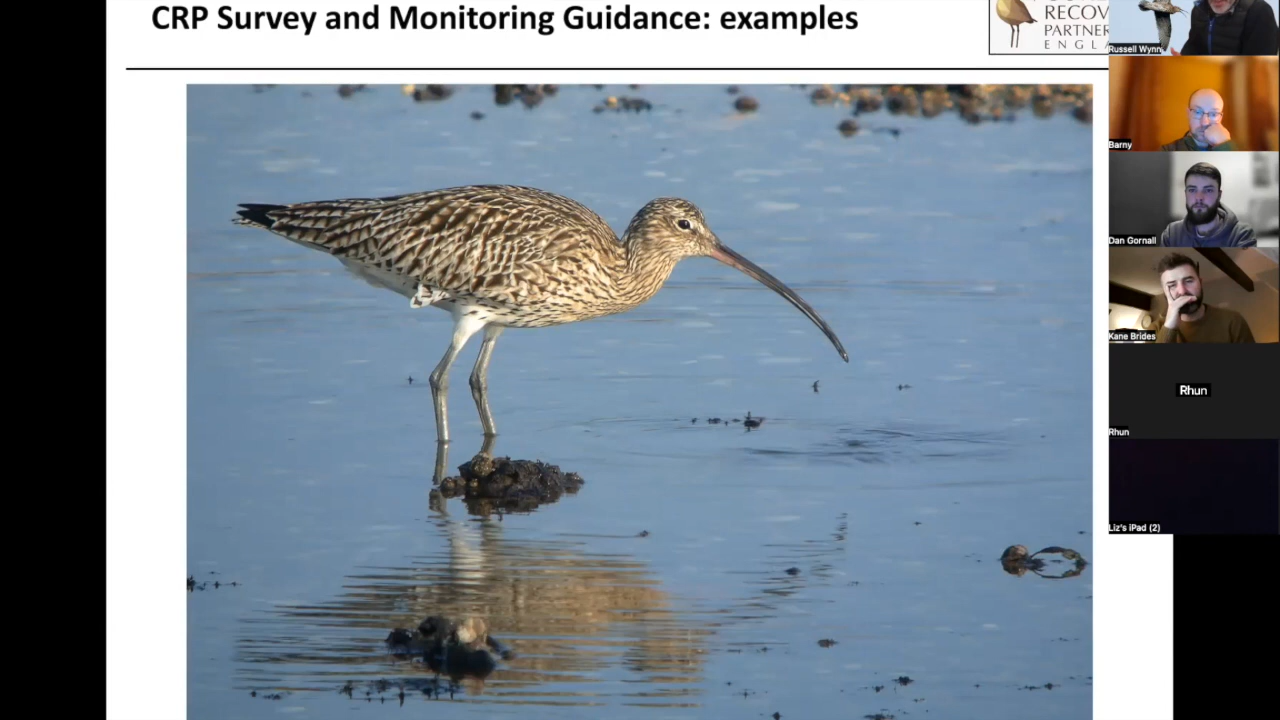 CRP Survey and Monitoring Guidance: examples
RECOV
PARTNER
ENGLA
Russell Wynn
Barny
Dan Gornall
Kane Brides
Rhun
Rhun
Liz's iPad (2)